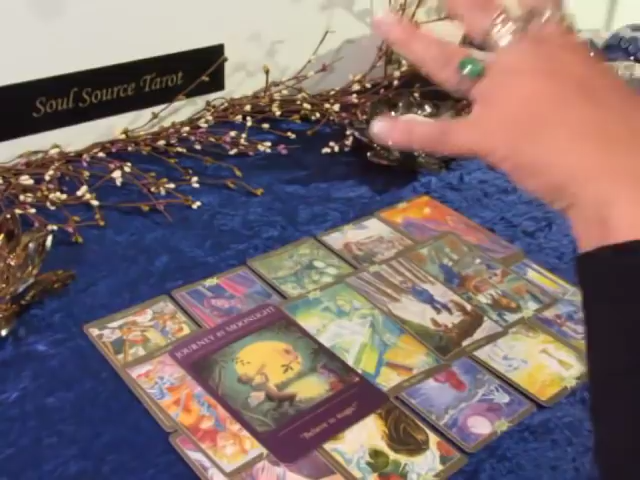 Soul Source Tarot
JOURNEY BY MOONLIGHT
"Believe in magic"